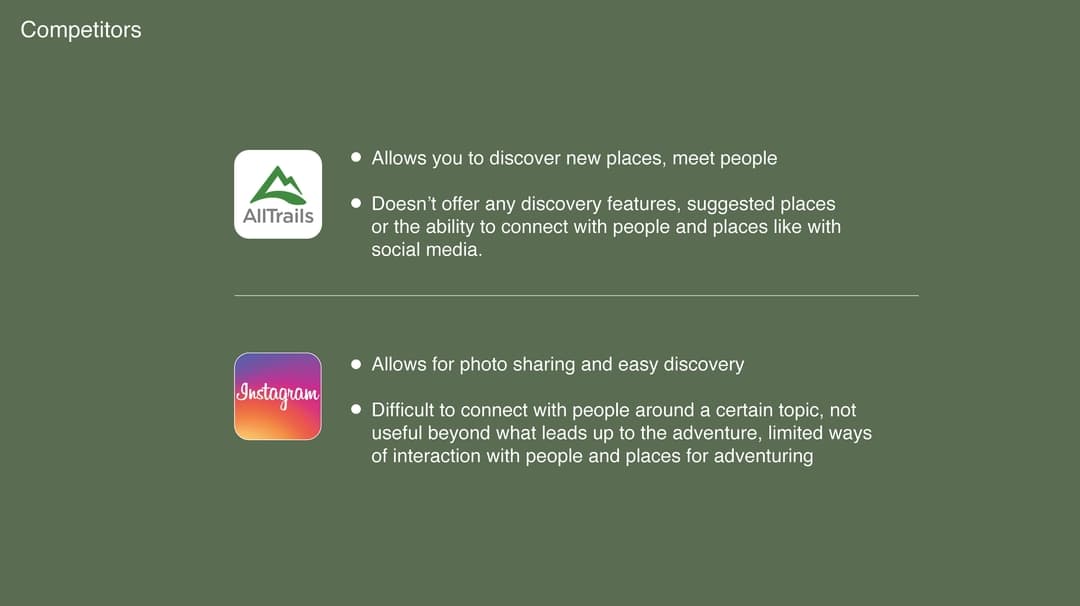 Competitors
AllTrails
Allows you to discover new places, meet people
Doesn’t offer any discovery features, suggested places
or the ability to connect with people and places like with
social media.
Instagram
Allows for photo sharing and easy discovery
Difficult to connect with people around a certain topic, not
useful beyond what leads up to the adventure, limited ways
of interaction with people and places for adventuring